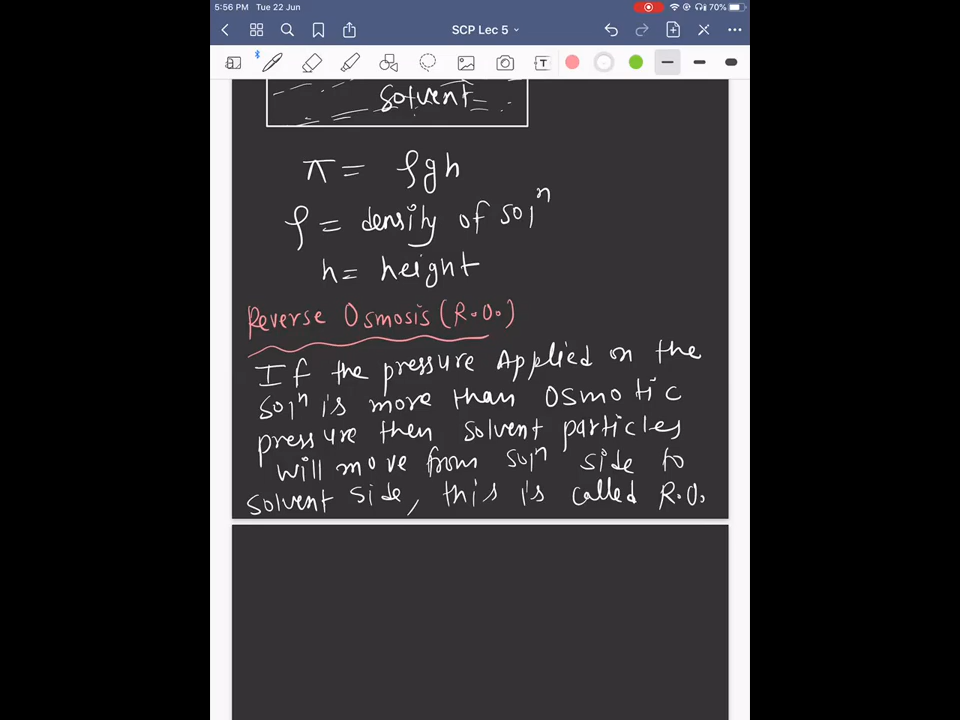 5:56 PM Tue 22 Jun
70%
SCP Lec 5
T
Solvent
π = ρgh
ρ = density of solⁿ
h = height
Reverse Osmosis (R.O.)
If the pressure Applied on the
solⁿ is more than Osmotic
pressure then solvent particles
will move from solⁿ side to
solvent side, this is called R.O.